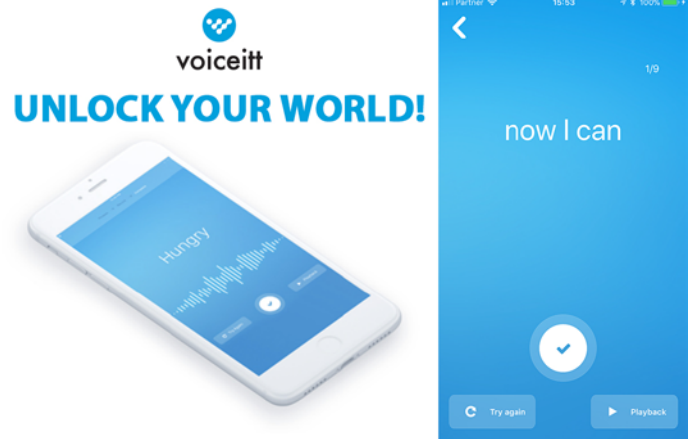 voiceitt
UNLOCK YOUR WORLD!
Hungry
Partner
15:53
100%
1/9
now I can
Try again
Playback